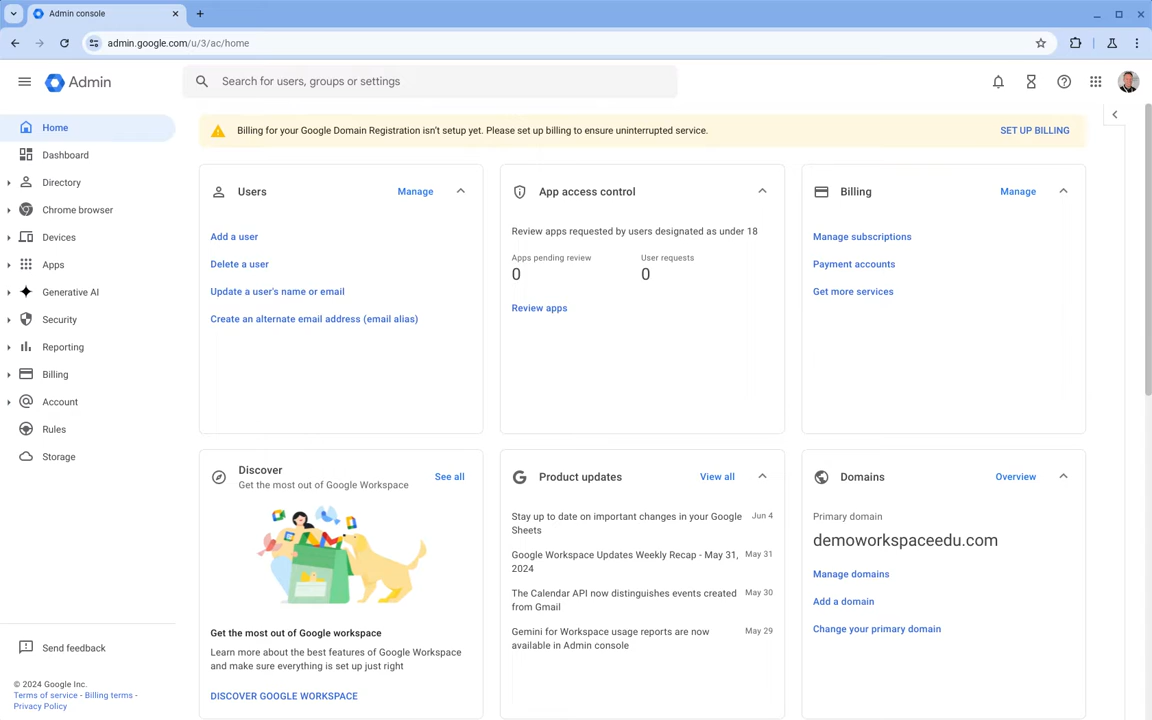 Admin console
admin.google.com/u/3/ac/home
Admin
Search for users, groups or settings
Home
Dashboard
Directory
Chrome browser
Devices
Apps
Generative AI
Security
Reporting
Billing
Account
Rules
Storage
Send feedback
© 2024 Google Inc.
Terms of service - Billing terms -
Privacy Policy
Billing for your Google Domain Registration isn't setup yet. Please set up billing to ensure uninterrupted service.
SET UP BILLING
Users
Manage
Add a user
Delete a user
Update a user's name or email
Create an alternate email address (email alias)
App access control
Review apps requested by users designated as under 18
Apps pending review
0
User requests
0
Review apps
Billing
Manage
Manage subscriptions
Payment accounts
Get more services
Discover
Get the most out of Google Workspace
See all
Get the most out of Google workspace
Learn more about the best features of Google Workspace
and make sure everything is set up just right
DISCOVER GOOGLE WORKSPACE
Product updates
View all
Stay up to date on important changes in your Google
Sheets
Jun 4
Google Workspace Updates Weekly Recap - May 31,
2024
May 31
The Calendar API now distinguishes events created
from Gmail
May 30
Gemini for Workspace usage reports are now
available in Admin console
May 29
Domains
Overview
Primary domain
demoworkspaceedu.com
Manage domains
Add a domain
Change your primary domain